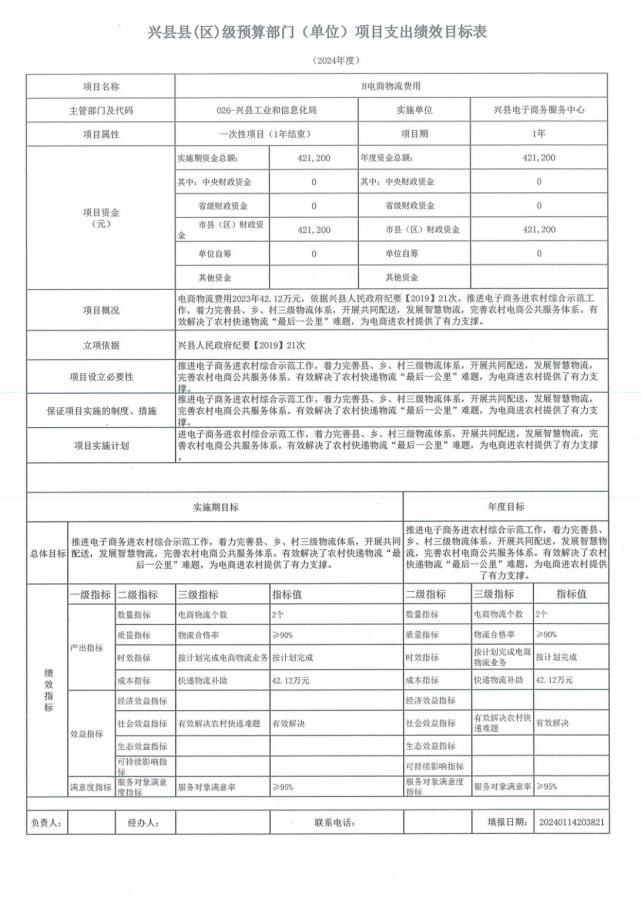 兴县县(区)级预算部门（单位）项目支出绩效目标表
（2024年度）
项目名称 H电商物流费用
主管部门及代码 026-兴县工业和信息化局 实施单位 兴县电子商务服务中心
项目属性 一次性项目（1年结束） 项目期 1年
项目资金
（元）
实施期资金总额: 421,200 年度资金总额: 421,200
其中: 中央财政资金 0 其中: 中央财政资金 0
省级财政资金 0 省级财政资金 0
市县（区）财政资
金 421,200 市县（区）财政资金 421,200
单位自筹 0 单位自筹 0
其他资金 其他资金
项目概况
电商物流费用2023年42.12万元，依据兴县人民政府纪要【2019】21次。推进电子商务进农村综合示范工
作，着力完善县、乡、村三级物流体系，开展共同配送，发展智慧物流，完善农村电商公共服务体系。有
效解决了农村快递物流“最后一公里”难题，为电商进农村提供了有力支撑。
立项依据 兴县人民政府纪要【2019】21次
项目设立必要性
推进电子商务进农村综合示范工作，着力完善县、乡、村三级物流体系，开展共同配送，发展智慧物流，
完善农村电商公共服务体系。有效解决了农村快递物流“最后一公里”难题，为电商进农村提供了有力支
撑。
保证项目实施的制度、措施
推进电子商务进农村综合示范工作，着力完善县、乡、村三级物流体系，开展共同配送，发展智慧物流，
完善农村电商公共服务体系。有效解决了农村快递物流“最后一公里”难题，为电商进农村提供了有力支
撑。
项目实施计划
进电子商务进农村综合示范工作，着力完善县、乡、村三级物流体系，开展共同配送，发展智慧物流，完
善农村电商公共服务体系。有效解决了农村快递物流“最后一公里”难题，为电商进农村提供了有力支撑
。
实施期目标 年度目标
总体目标
推进电子商务进农村综合示范工作，着力完善县、乡、村三级物流体系，开展共同
配送，发展智慧物流，完善农村电商公共服务体系。有效解决了农村快递物流“最
后一公里”难题，为电商进农村提供了有力支撑。
推进电子商务进农村综合示范工作，着力完善县、
乡、村三级物流体系，开展共同配送，发展智慧物
流，完善农村电商公共服务体系。有效解决了农村
快递物流“最后一公里”难题，为电商进农村提供
了有力支撑。
绩效指标
一级指标 二级指标 三级指标 指标值 二级指标 三级指标 指标值
产出指标
数量指标 电商物流个数 2个 数量指标 电商物流个数 2个
质量指标 物流合格率 ≥90% 质量指标 物流合格率 ≥90%
时效指标 按计划完成电商物流业务 按计划完成 时效指标 按计划完成电商
物流业务 按计划完成
成本指标 快递物流补助 42.12万元 成本指标 快递物流补助 42.12万元
效益指标
经济效益指标 经济效益指标
社会效益指标 有效解决农村快递难题 有效解决 社会效益指标 有效解决农村快
递难题 有效解决
生态效益指标 生态效益指标
可持续影响指
标 可持续影响指标
满意度指标 服务对象满意
度指标 服务对象满意率 ≥95% 服务对象满意度
指标 服务对象满意率 ≥95%
负责人: 经办人: 联系电话: 填报日期: 20240114203821